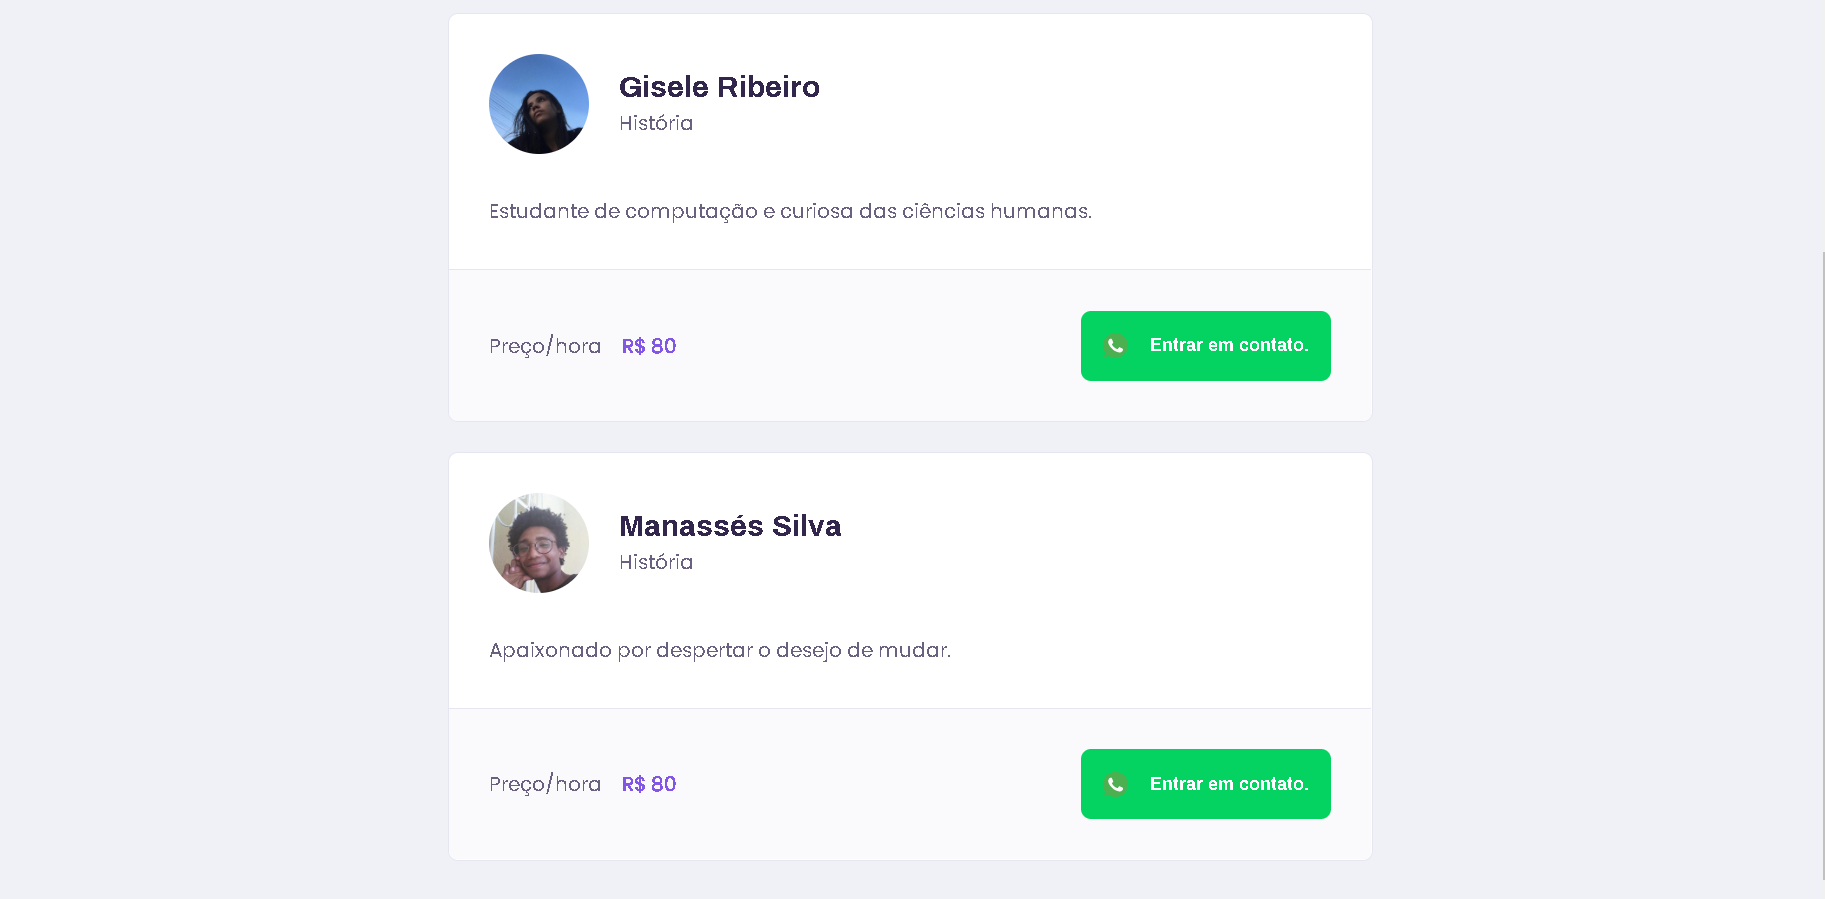 Gisele Ribeiro
História
Estudante de computação e curiosa das ciências humanas.
Preço/hora R$ 80
Entrar em contato.
Manassés Silva
História
Apaixonado por despertar o desejo de mudar.
Preço/hora R$ 80
Entrar em contato.